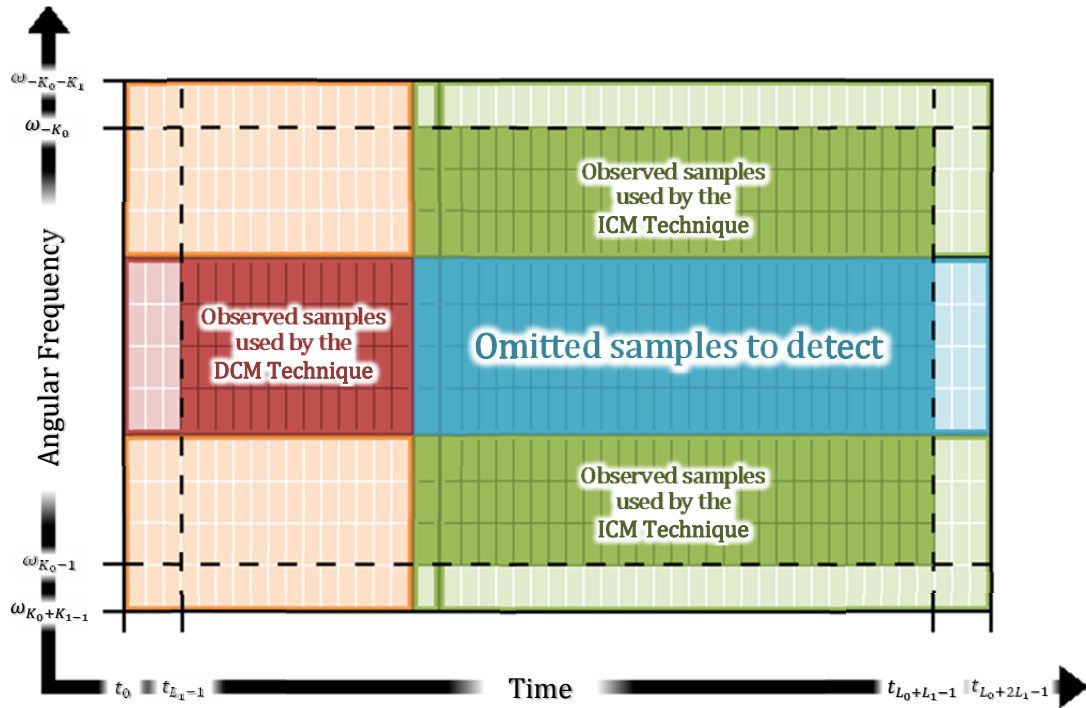 ω₋K₀₋K₁
ω₋K₀
Angular Frequency
ωK₀₋₁
ωK₀₊K₁₋₁
Observed samples
used by the
ICM Technique
Observed samples
used by the
DCM Technique
Omitted samples to detect
Observed samples
used by the
ICM Technique
t₀
tL₁₋₁
Time
tL₀₊L₁₋₁
tL₀₊₂L₁₋₁